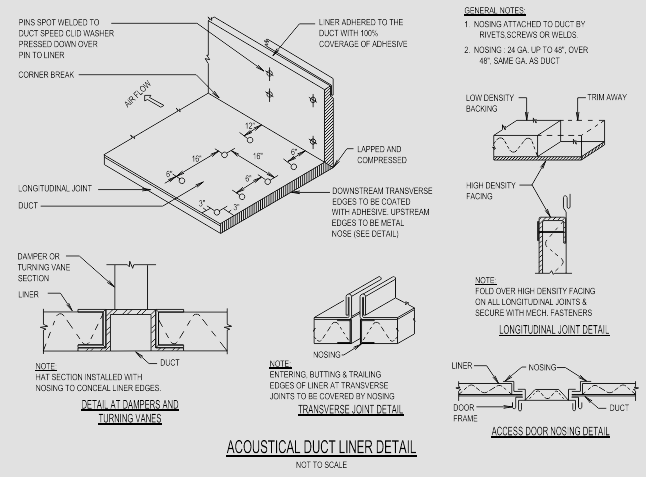 PINS SPOT WELDED TO
DUCT SPEED CLID WASHER
PRESSED DOWN OVER
PIN TO LINER
CORNER BREAK
AIR FLOW
LONGITUDINAL JOINT
DUCT
LINER ADHERED TO THE
DUCT WITH 100%
COVERAGE OF ADHESIVE
12"
16"
16"
6"
6"
6"
3"
3"
LAPPED AND
COMPRESSED
DOWNSTREAM TRANSVERSE
EDGES TO BE COATED
WITH ADHESIVE. UPSTREAM
EDGES TO BE METAL
NOSE (SEE DETAIL)
GENERAL NOTES:
1 NOSING ATTACHED TO DUCT BY
RIVETS.SCREWS OR WELDS
2. NOSING : 24 GA. UP TO 48", OVER
48", SAME GA. AS DUCT
LOW DENSITY
BACKING
TRIM AWAY
HIGH DENSITY
FACING
NOTE:
FOLD OVER HIGH DENSITY FACING
ON ALL LONGITUDINAL JOINTS &
SECURE WITH MECH. FASTENERS
LONGITUDINAL JOINT DETAIL
DAMPER OR
TURNING VANE
SECTION
LINER
DUCT
NOTE:
HAT SECTION INSTALLED WITH
NOSING TO CONCEAL LINER EDGES.
DETAIL AT DAMPERS AND
TURNING VANES
NOSING
NOTE:
ENTERING, BUTTING & TRAILING
EDGES OF LINER AT TRANSVERSE
JOINTS TO BE COVERED BY NOSING
TRANSVERSE JOINT DETAIL
LINER
NOSING
DOOR
FRAME
DUCT
ACCESS DOOR NOSING DETAIL
ACOUSTICAL DUCT LINER DETAIL
NOT TO SCALE